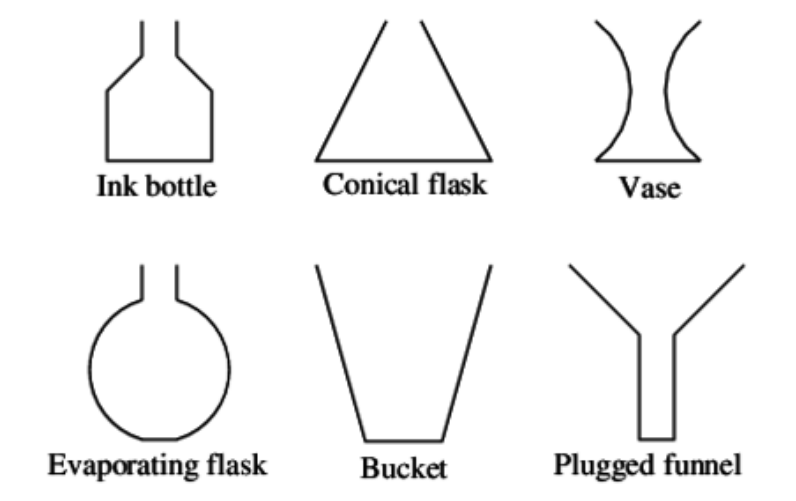 Ink bottle
Conical flask
Vase
Evaporating flask
Bucket
Plugged funnel